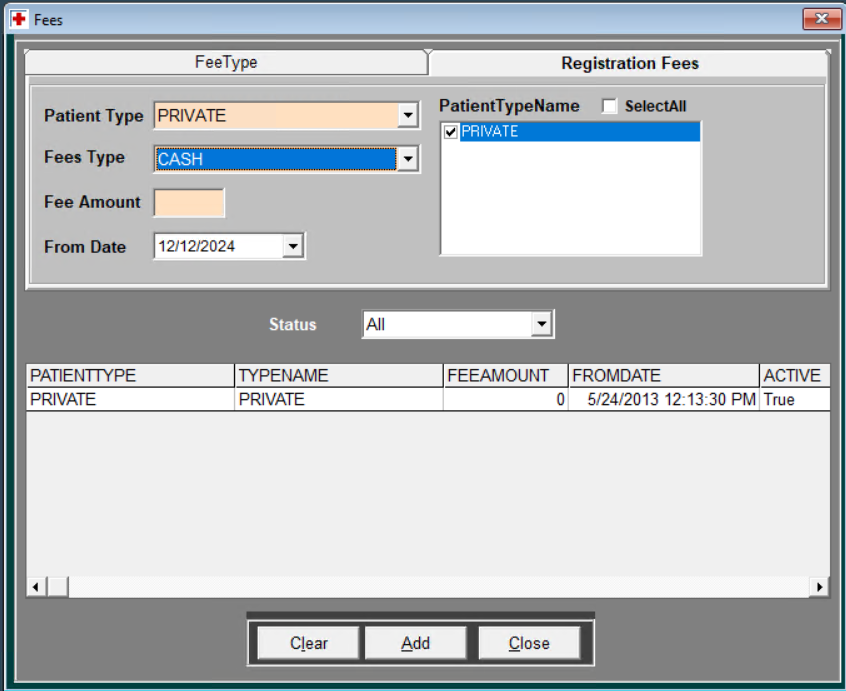 Fees
FeeType Registration Fees
Patient Type PRIVATE
Fees Type CASH
Fee Amount
From Date 12/12/2024
PatientTypeName SelectAll
PRIVATE
Status All
PATIENTTYPE TYPENAME FEEAMOUNT FROMDATE ACTIVE
PRIVATE PRIVATE 0 5/24/2013 12:13:30 PM True
Clear Add Close